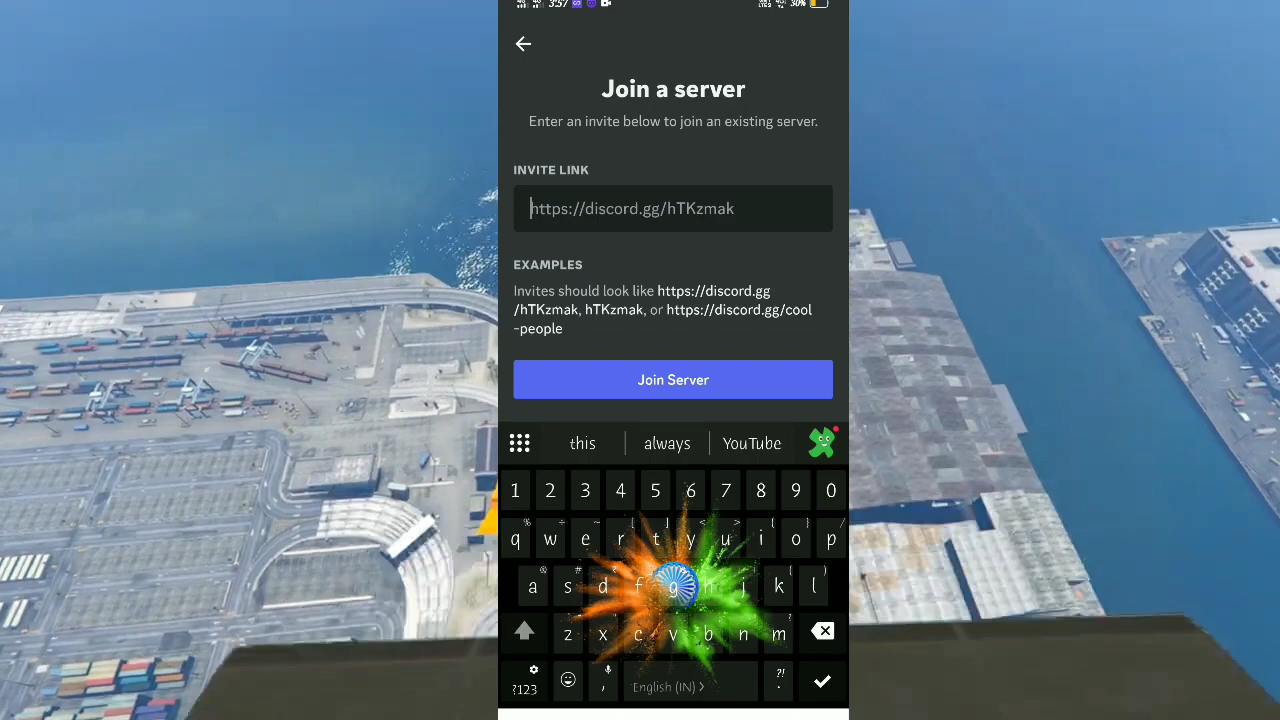 3:57 30%
Join a server
Enter an invite below to join an existing server.
INVITE LINK
https://discord.gg/hTKzmak
EXAMPLES
Invites should look like https://discord.gg
/hTKzmak, hTKzmak, or https://discord.gg/cool
-people
Join Server
this always YouTube
1 2 3 4 5 6 7 8 9 0
q w e r t y u i o p
a s d f g h j k l
z x c v b n m
?123 , English (IN) > ?! .